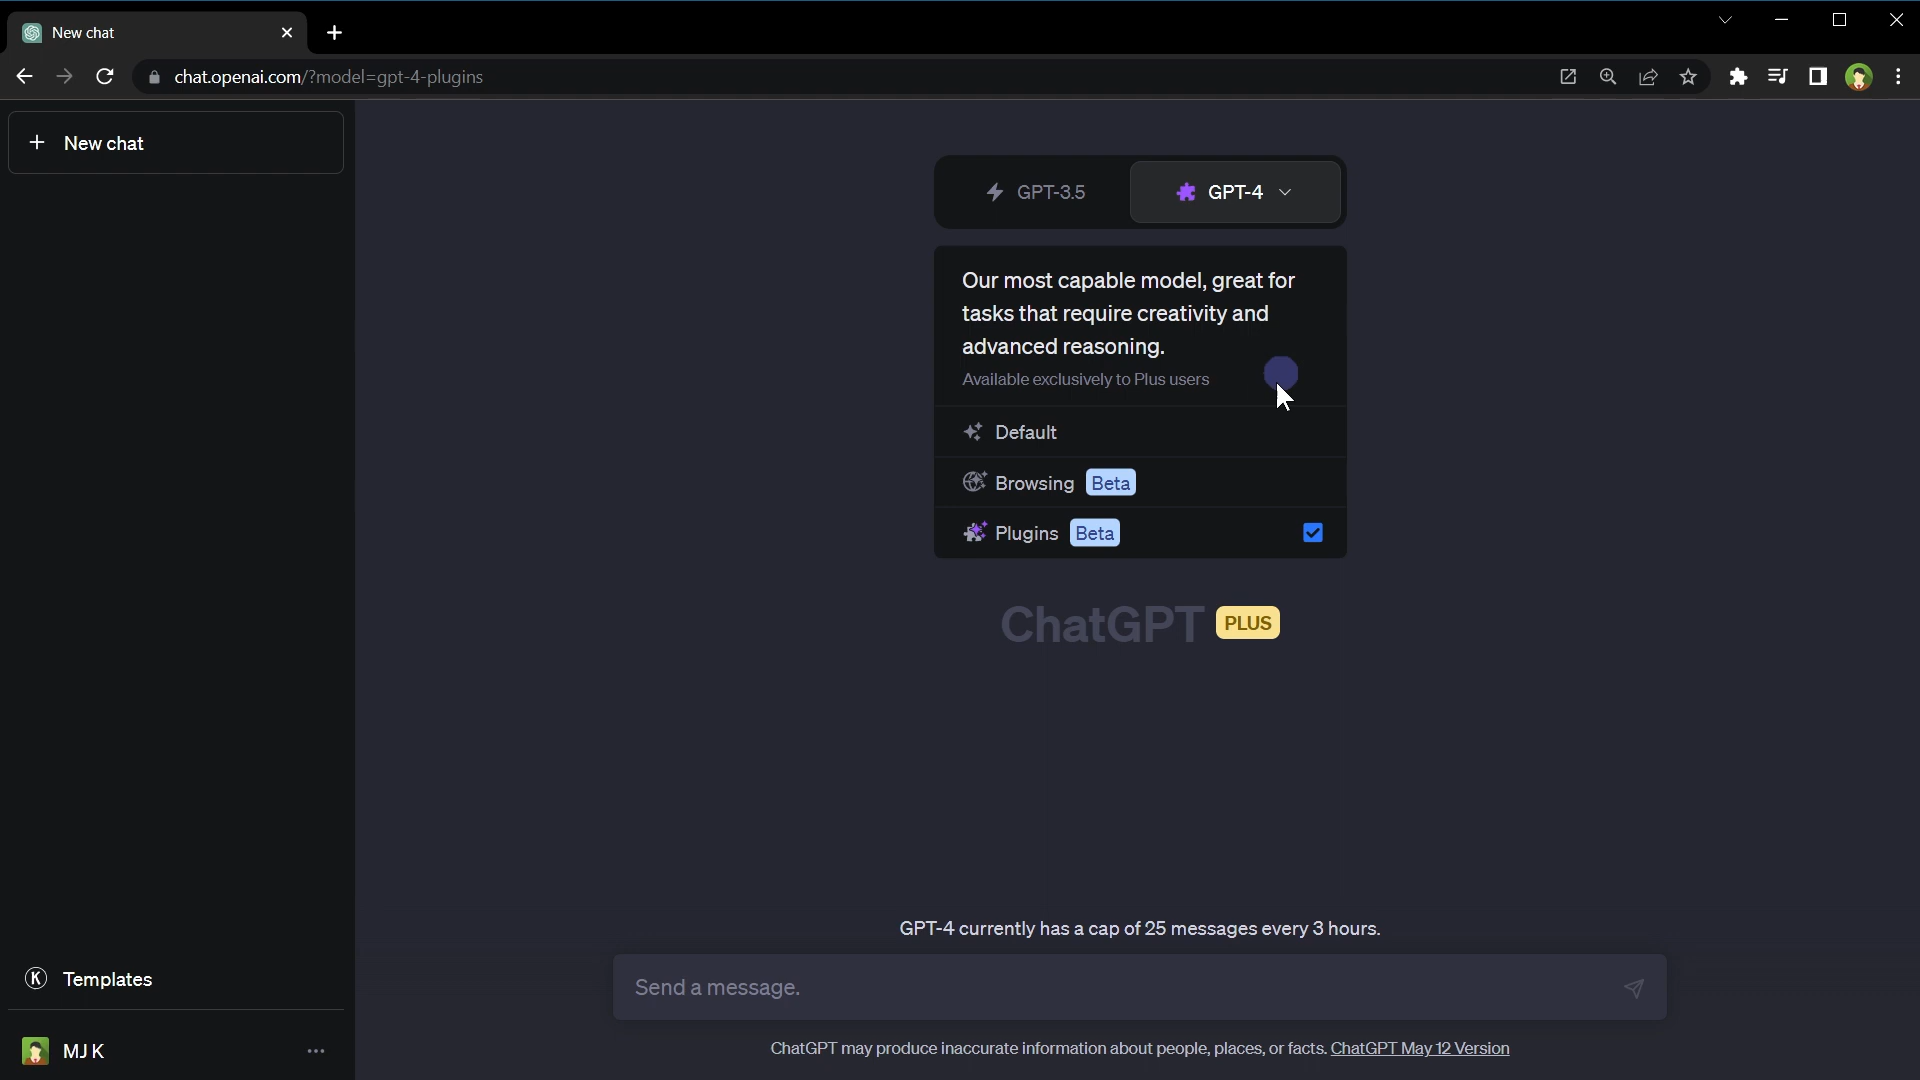 New chat
chat.openai.com/?model=gpt-4-plugins
New chat
GPT-3.5
GPT-4
Our most capable model, great for
tasks that require creativity and
advanced reasoning.
Available exclusively to Plus users
Default
Browsing Beta
Plugins Beta
ChatGPT PLUS
GPT-4 currently has a cap of 25 messages every 3 hours.
Send a message.
K Templates
MJ K
ChatGPT may produce inaccurate information about people, places, or facts. ChatGPT May 12 Version